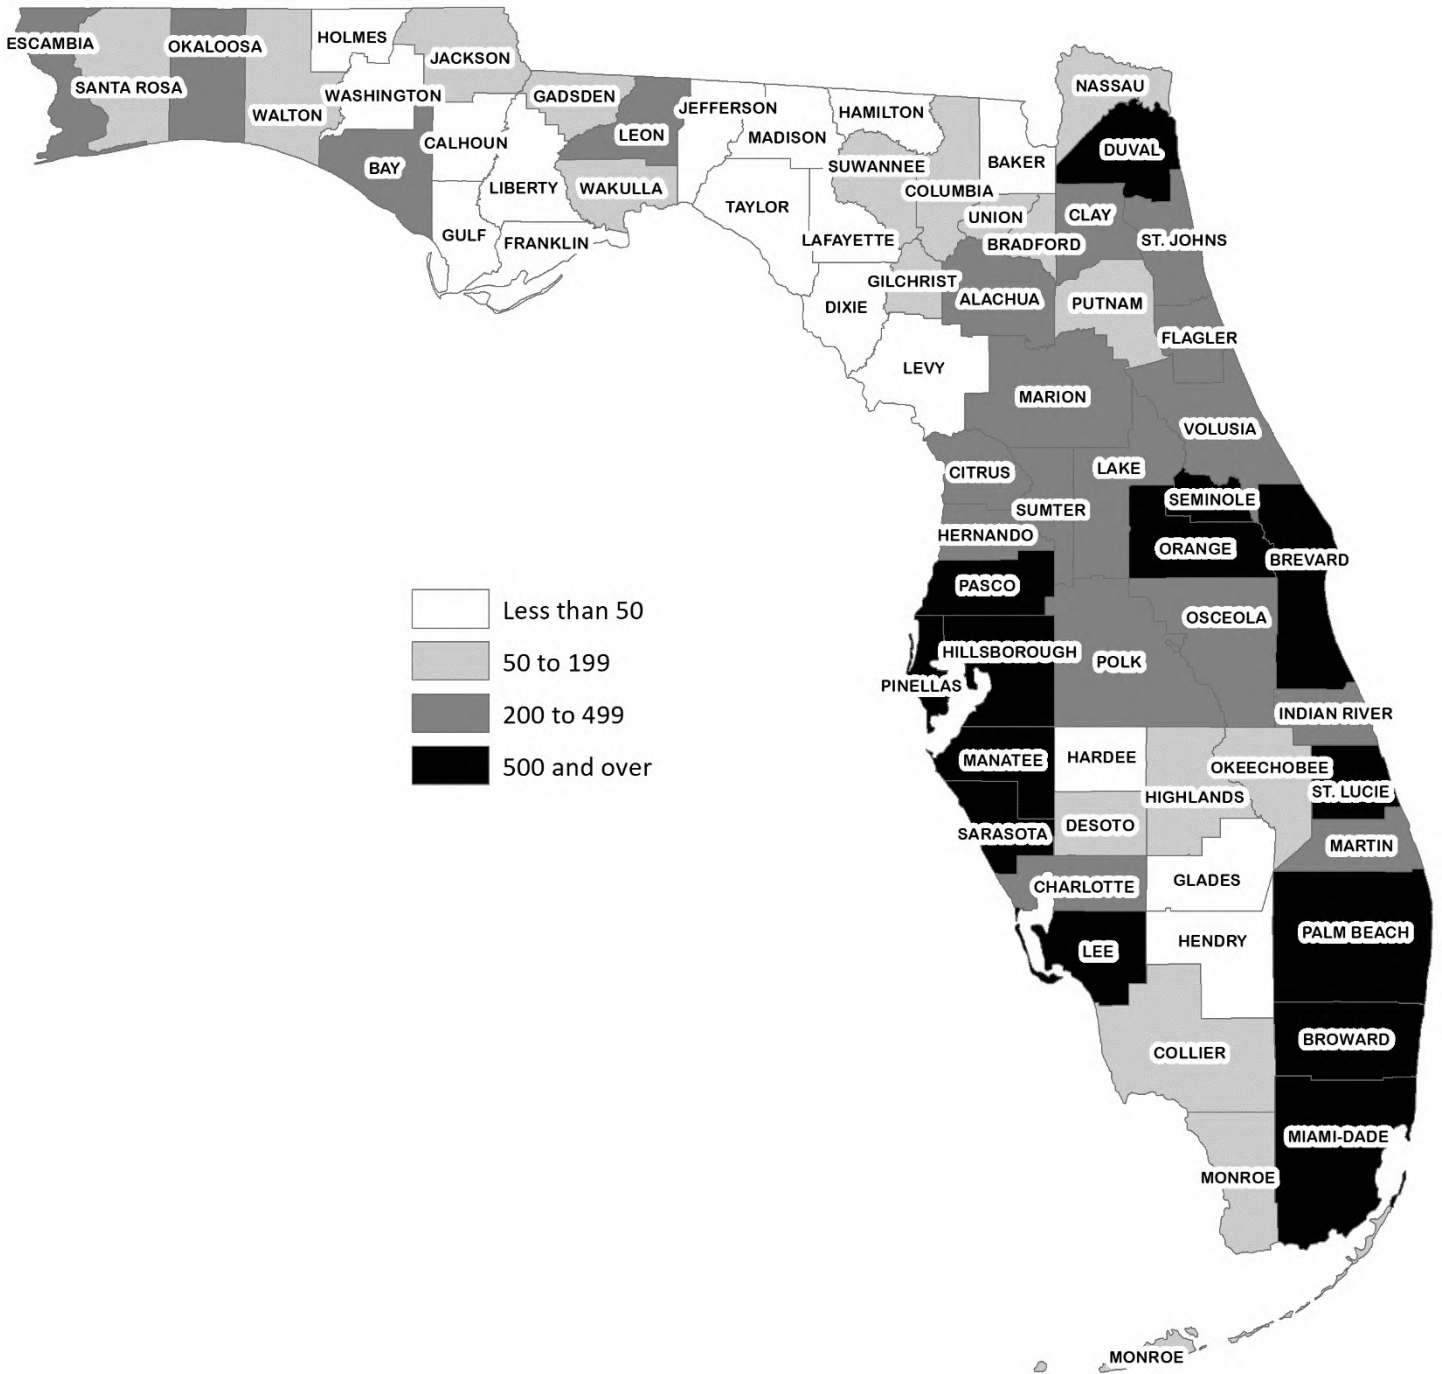 HOLMES
ESCAMBIA
OKALOOSA
JACKSON
SANTA ROSA
NASSAU
WASHINGTON
GADSDEN
JEFFERSON
HAMILTON
WALTON
LEON
MADISON
CALHOUN
DUVAL
BAY
SUWANNEE
BAKER
LIBERTY
WAKULLA
COLUMBIA
TAYLOR
UNION
CLAY
GULF
FRANKLIN
LAFAYETTE
BRADFORD
ST. JOHNS
GILCHRIST
ALACHUA
PUTNAM
DIXIE
FLAGLER
LEVY
MARION
VOLUSIA
CITRUS
LAKE
SEMINOLE
SUMTER
HERNANDO
ORANGE
BREVARD
PASCO
Less than 50
OSCEOLA
HILLSBOROUGH
POLK
50 to 199
PINELLAS
200 to 499
INDIAN RIVER
MANATEE
HARDEE
OKEECHOBEE
500 and over
ST. LUCIE
HIGHLANDS
SARASOTA
DESOTO
MARTIN
CHARLOTTE
GLADES
PALM BEACH
LEE
HENDRY
BROWARD
COLLIER
MIAMI-DADE
MONROE
MONROE